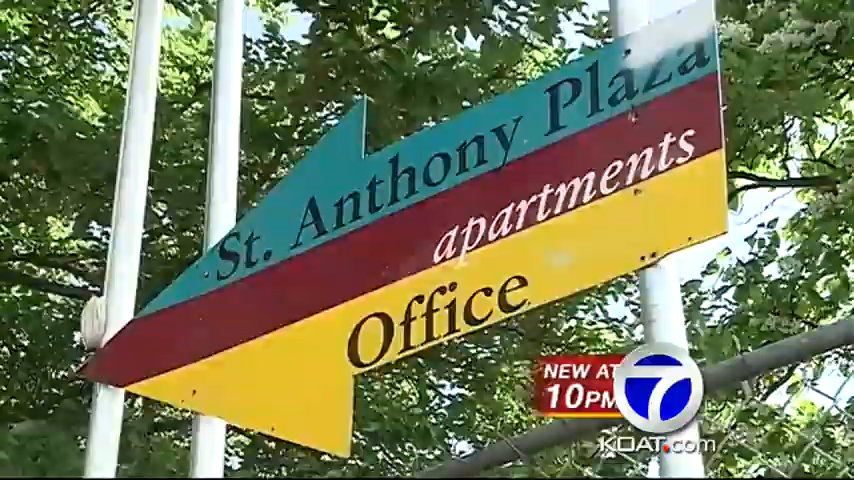 St. Anthony Plaza
apartments
Office
NEW AT
10PM
7
KOAT.com